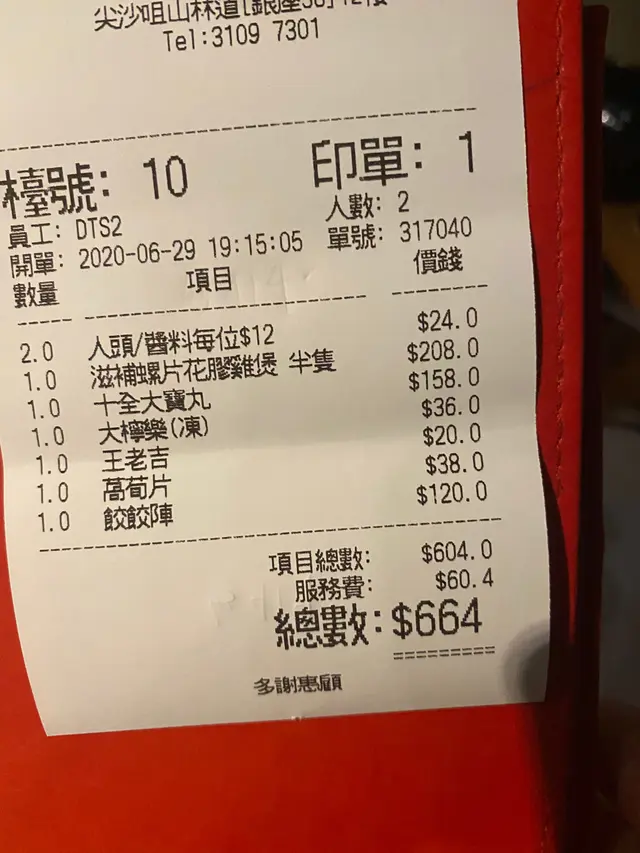 尖沙咀山林道
Tel:3109 7301
檯號: 10 印單: 1
員工: DTS2 人數: 2
開單: 2020-06-29 19:15:05 單號: 317040
數量 項目 價錢
2.0 人頭/醬料每位$12 $24.0
1.0 滋補螺片花膠雞煲 半隻 $208.0
1.0 十全大寶丸 $158.0
1.0 大檸樂(凍) $36.0
1.0 王老吉 $20.0
1.0 萵荀片 $38.0
1.0 餃餃陣 $120.0
項目總數: $604.0
服務費: $60.4
總數: $664
多謝惠顧